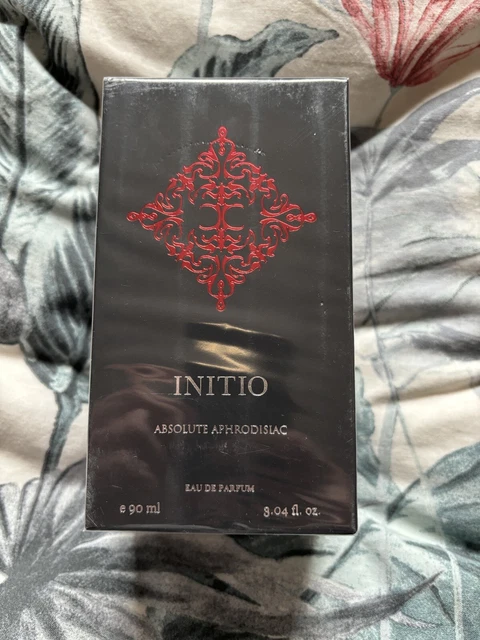 INITIO
ABSOLUTE APHRODISIAC
EAU DE PARFUM
e 90 ml 3.04 fl. oz.